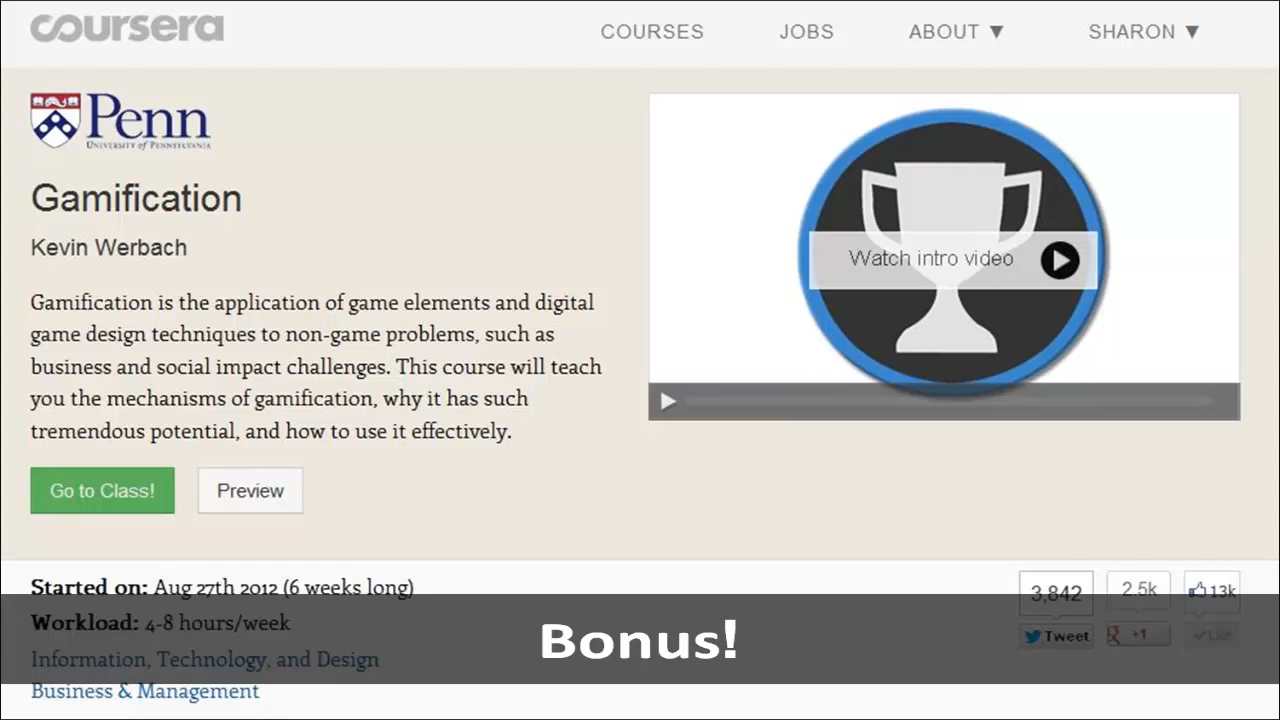 coursera
COURSES
JOBS
ABOUT ▼
SHARON ▼
Penn
UNIVERSITY of PENNSYLVANIA
Gamification
Kevin Werbach
Gamification is the application of game elements and digital
game design techniques to non-game problems, such as
business and social impact challenges. This course will teach
you the mechanisms of gamification, why it has such
tremendous potential, and how to use it effectively.
Go to Class!
Preview
Watch intro video
Started on: Aug 27th 2012 (6 weeks long)
Workload: 4-8 hours/week
Information, Technology, and Design
Business & Management
3,842
2.5k
13k
Tweet
g +1
Like
Bonus!